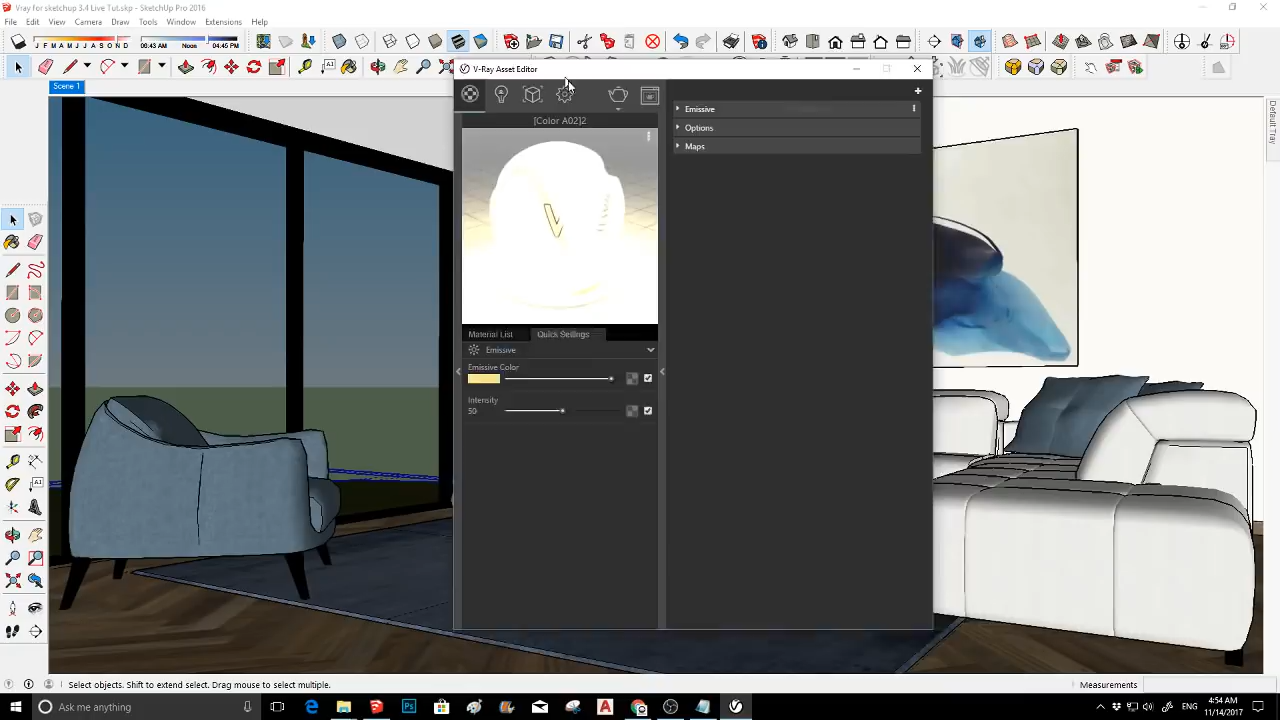 Vray for sketchup 3.4 Live Tut.skp - SketchUp Pro 2016
File Edit View Camera Draw Tools Window Extensions Help
J F M A M J J A S O N D 06:43 AM Noon 04:45 PM
Scene 1
V-Ray Asset Editor
[Color A02]2
Emissive
Options
Maps
Material List Quick Settings
Emissive
Emissive Color
Intensity
50
Default Tray
Select objects. Shift to extend select. Drag mouse to select multiple.
Measurements
Ask me anything
ENG
4:54 AM
11/14/2017